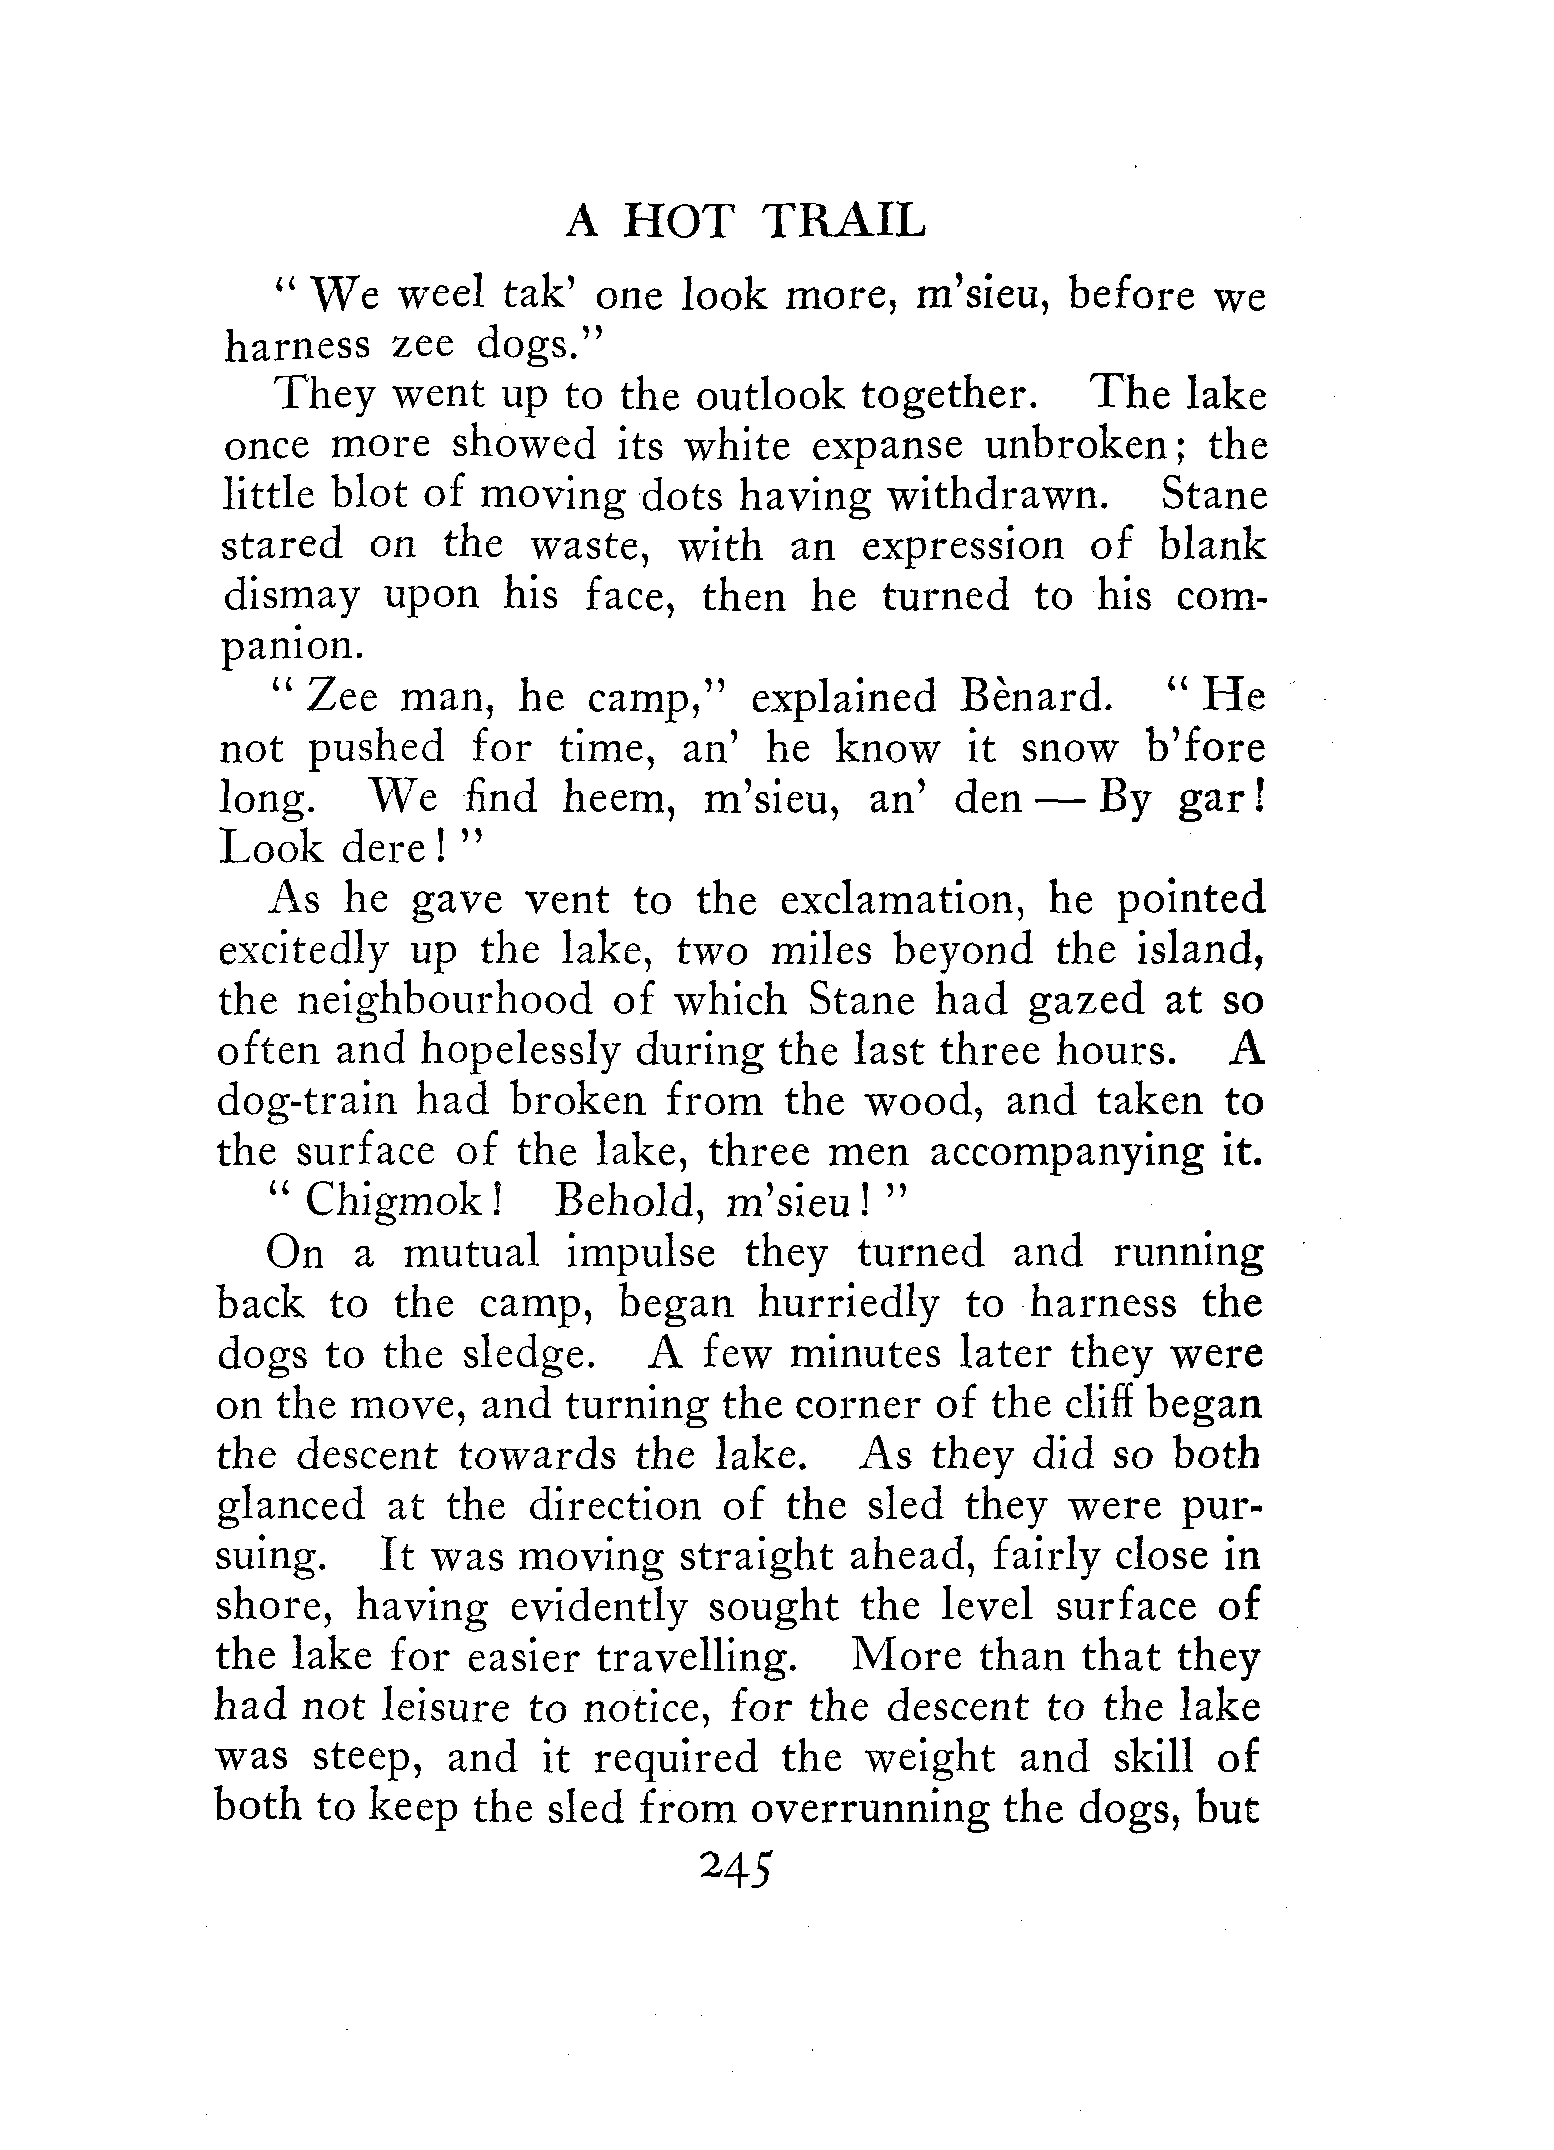 A HOT TRAIL
“ We weel tak’ one look more, m’sieu, before we
harness zee dogs.”
They went up to the outlook together. The lake
once more showed its white expanse unbroken; the
little blot of moving dots having withdrawn. Stane
stared on the waste, with an expression of blank
dismay upon his face, then he turned to his com-
panion.
“ Zee man, he camp,” explained Bènard. “ He
not pushed for time, an’ he know it snow b’fore
long. We find heem, m’sieu, an’ den — By gar!
Look dere! ”
As he gave vent to the exclamation, he pointed
excitedly up the lake, two miles beyond the island,
the neighbourhood of which Stane had gazed at so
often and hopelessly during the last three hours. A
dog-train had broken from the wood, and taken to
the surface of the lake, three men accompanying it.
“ Chigmok! Behold, m’sieu! ”
On a mutual impulse they turned and running
back to the camp, began hurriedly to harness the
dogs to the sledge. A few minutes later they were
on the move, and turning the corner of the cliff began
the descent towards the lake. As they did so both
glanced at the direction of the sled they were pur-
suing. It was moving straight ahead, fairly close in
shore, having evidently sought the level surface of
the lake for easier travelling. More than that they
had not leisure to notice, for the descent to the lake
was steep, and it required the weight and skill of
both to keep the sled from overrunning the dogs, but
245